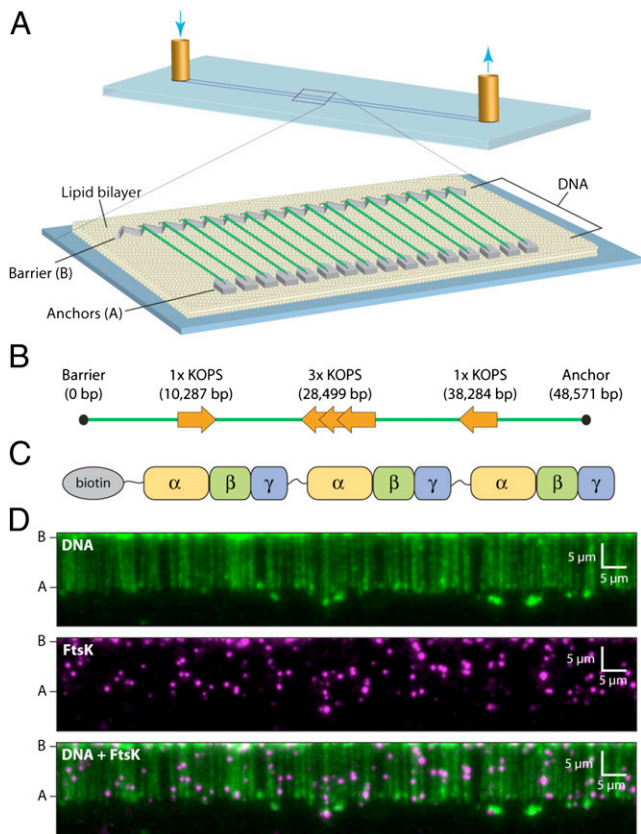 A
Lipid bilayer
DNA
Barrier (B)
Anchors (A)
B
Barrier 1x KOPS 3x KOPS 1x KOPS Anchor
(0 bp) (10,287 bp) (28,499 bp) (38,284 bp) (48,571 bp)
C
biotin α β γ α β γ α β γ
D
B DNA
5 µm
A 5 µm
B FtsK
5 µm
A 5 µm
B DNA + FtsK
5 µm
A 5 µm